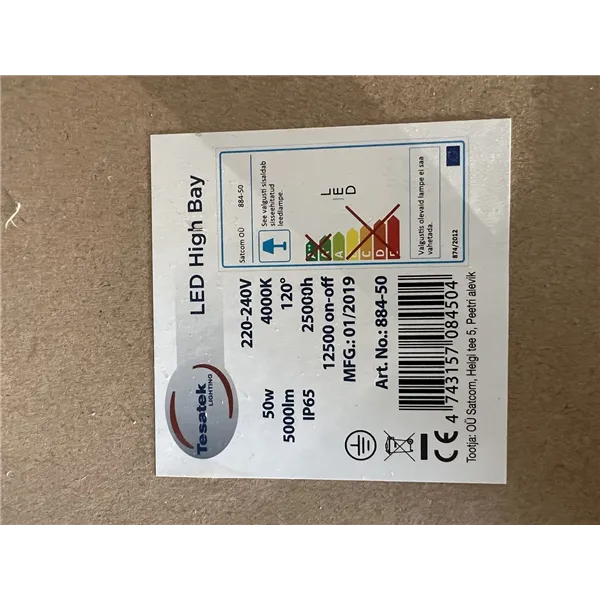 Tesatek
LIGHTING
LED High Bay
50w
5000lm
IP65
220-240V
4000K
120°
25000h
12500 on-off
MFG.: 01/2019
Art. No.: 884-50
Satcom OÜ 884-50
See valgusti sisaldab
sisseehitatud
leedlampe.
LED
A
C
D
Valgustis olevaid lampe ei saa
vahetada.
874/2012
CE
4 743157 084504
Tootja: OÜ Satcom, Helgi tee 5, Peetri alevik